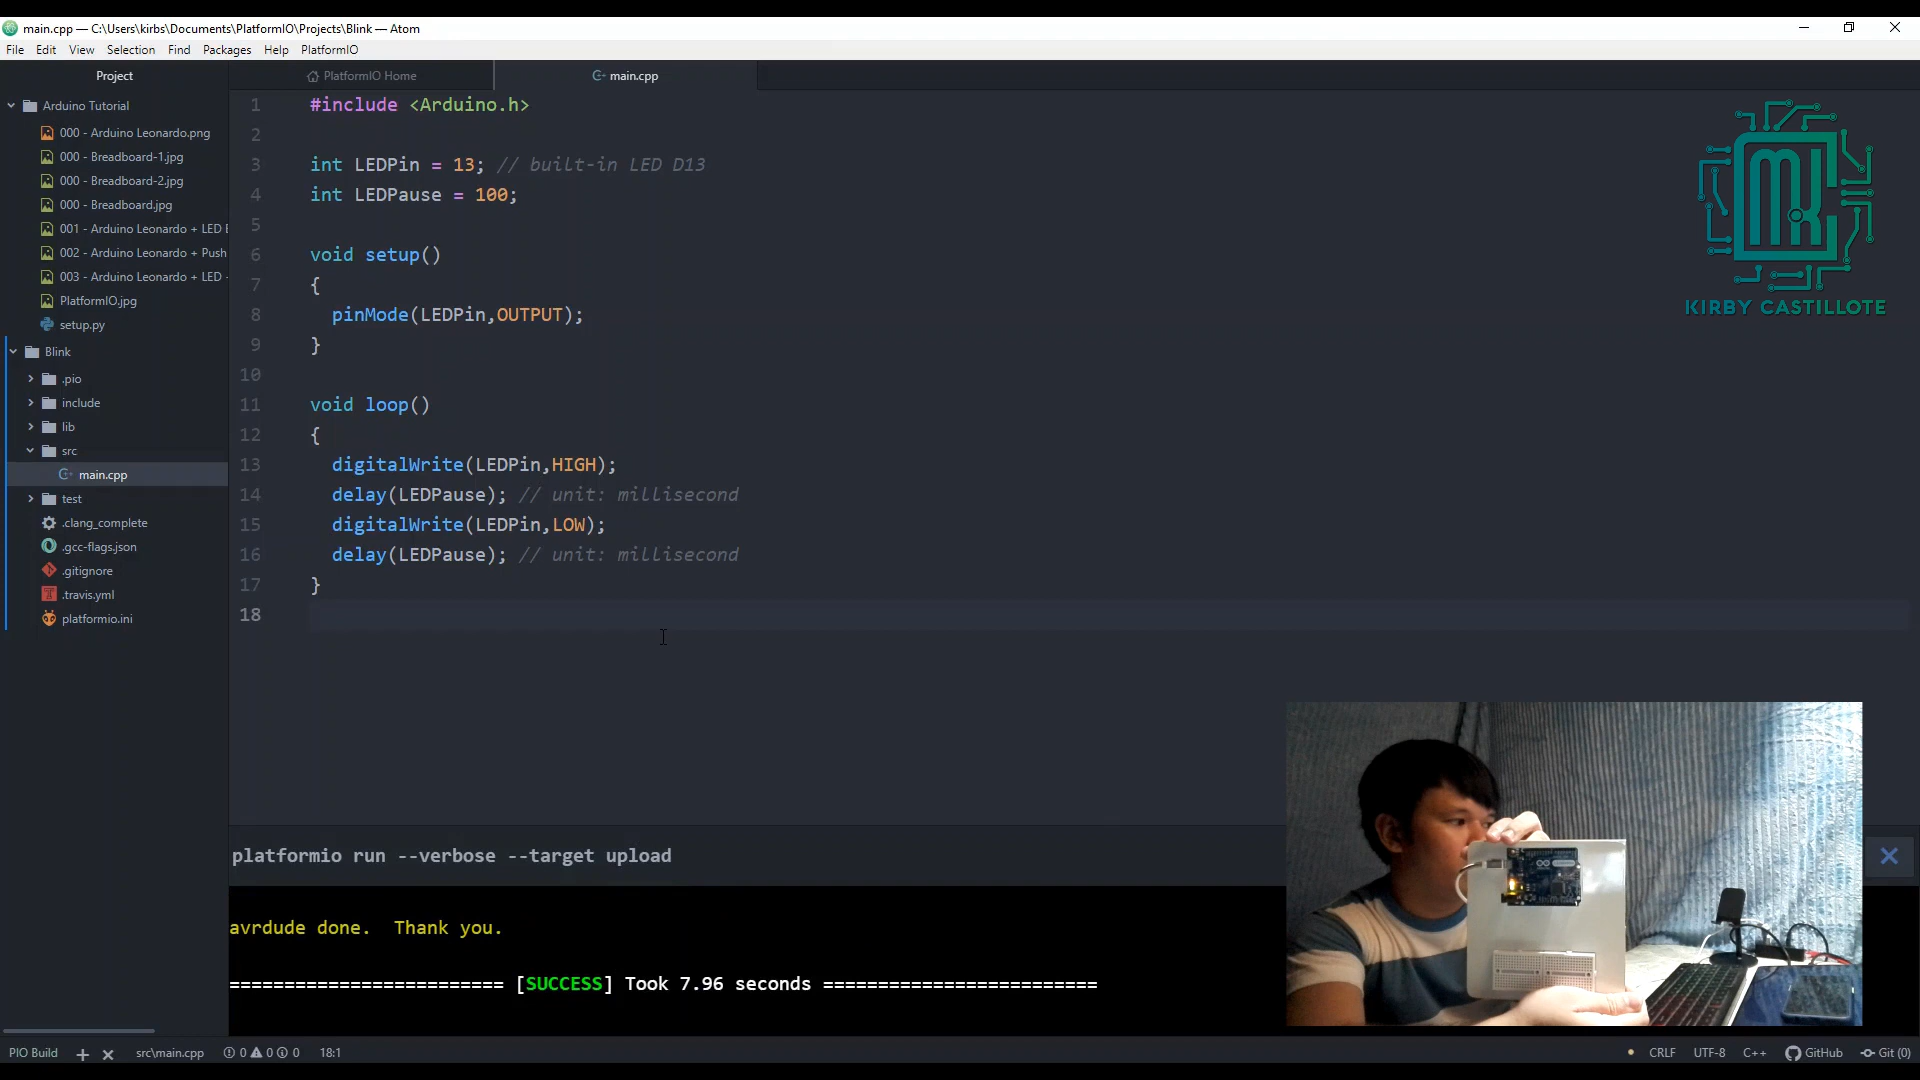 main.cpp — C:\Users\kirbs\Documents\PlatformIO\Projects\Blink — Atom
File Edit View Selection Find Packages Help PlatformIO
Project
PlatformIO Home
main.cpp
Arduino Tutorial
000 - Arduino Leonardo.png
000 - Breadboard-1.jpg
000 - Breadboard-2.jpg
000 - Breadboard.jpg
001 - Arduino Leonardo + LED
002 - Arduino Leonardo + Push
003 - Arduino Leonardo + LED -
PlatformIO.jpg
setup.py
Blink
.pio
include
lib
src
main.cpp
test
.clang_complete
.gcc-flags.json
.gitignore
.travis.yml
platformio.ini
1 #include <Arduino.h>
2
3 int LEDPin = 13; // built-in LED D13
4 int LEDPause = 100;
5
6 void setup()
7 {
8 pinMode(LEDPin,OUTPUT);
9 }
10
11 void loop()
12 {
13 digitalWrite(LEDPin,HIGH);
14 delay(LEDPause); // unit: millisecond
15 digitalWrite(LEDPin,LOW);
16 delay(LEDPause); // unit: millisecond
17 }
18
MK
KIRBY CASTILLOTE
platformio run --verbose --target upload
avrdude done. Thank you.
========================= [SUCCESS] Took 7.96 seconds =========================
PIO Build + × src\main.cpp 0 0 0 18:1
CRLF UTF-8 C++ GitHub Git (0)